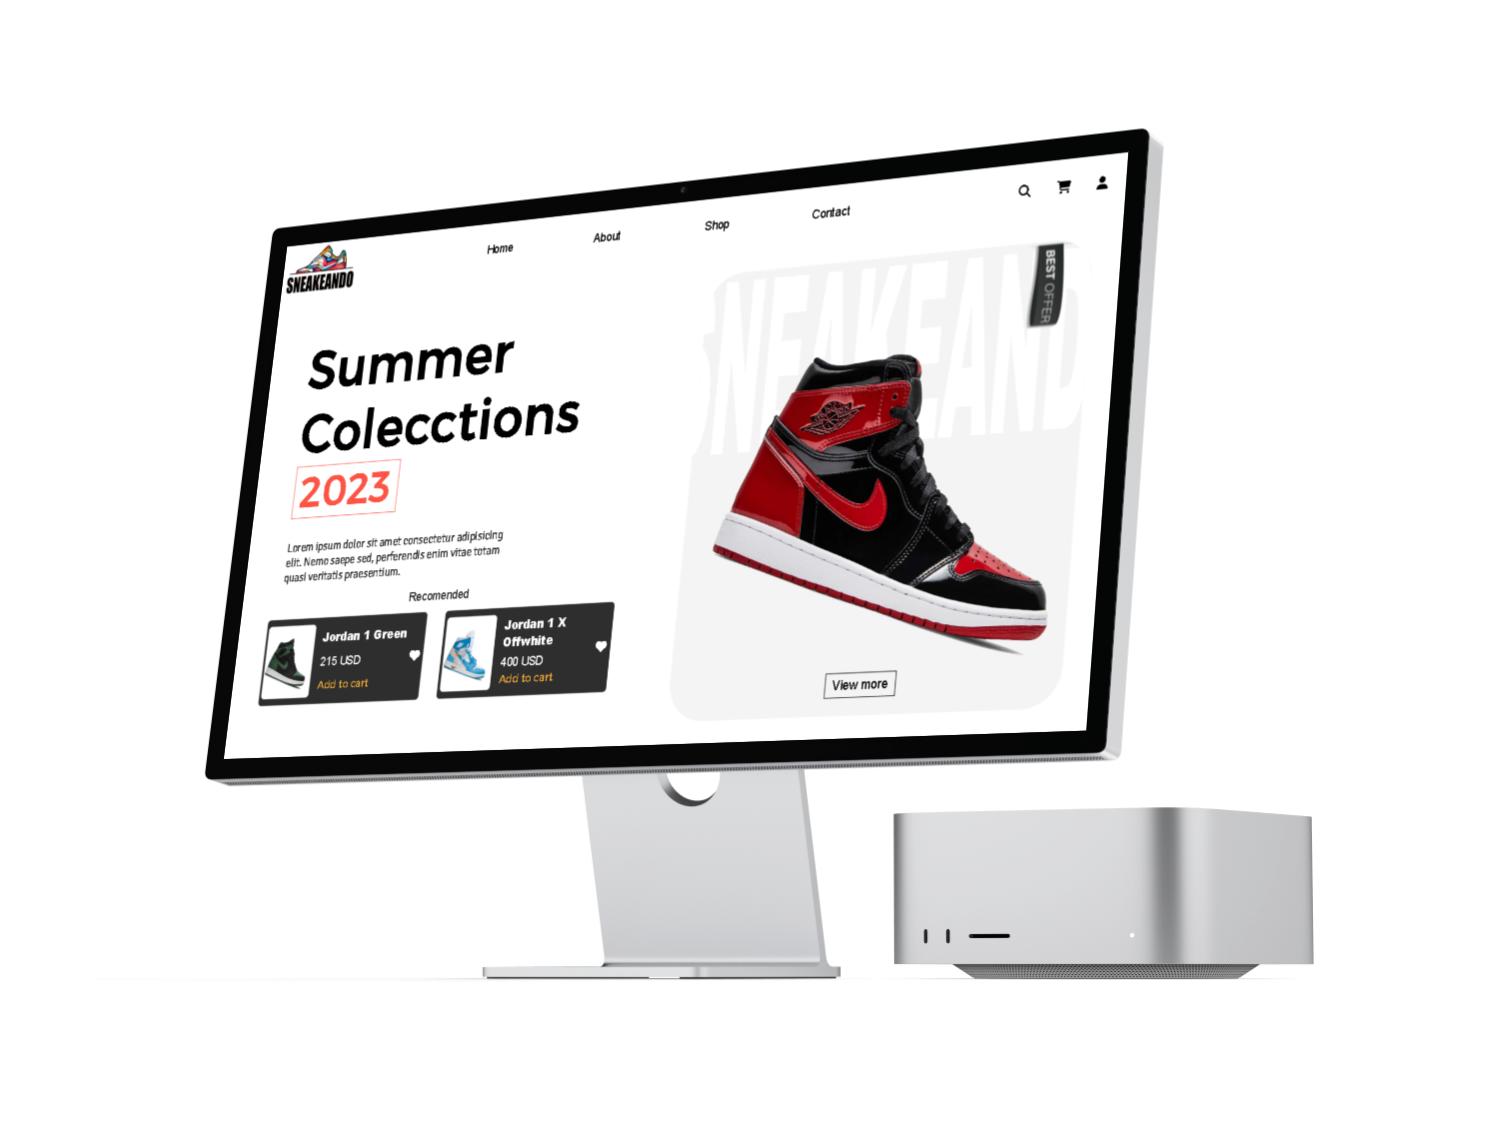 Home
About
Shop
Contact
SNEAKEANDO
Summer
Colecctions
2023
Lorem ipsum dolor sit amet consectetur adipisicing
elit. Nemo saepe sed, perferendis enim vitae totam
quasi veritatis praesentium.
Recomended
Jordan 1 Green
215 USD
Add to cart
Jordan 1 X
Offwhite
400 USD
Add to cart
SNEAKEAND
BEST OFFER
View more